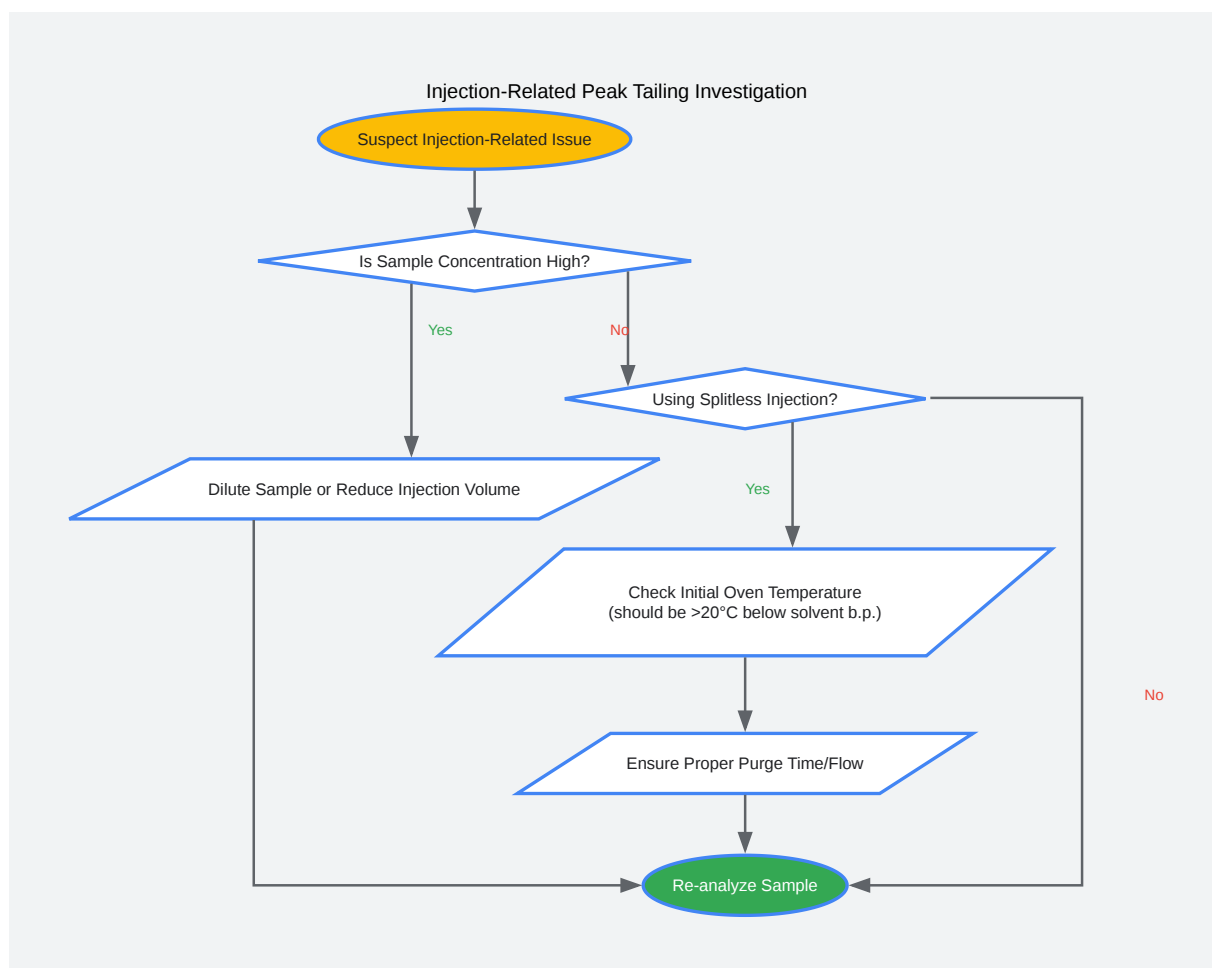 Injection-Related Peak Tailing Investigation
Suspect Injection-Related Issue
Is Sample Concentration High?
Yes
No
Using Splitless Injection?
Dilute Sample or Reduce Injection Volume
Yes
Check Initial Oven Temperature
(should be >20°C below solvent b.p.)
No
Ensure Proper Purge Time/Flow
Re-analyze Sample